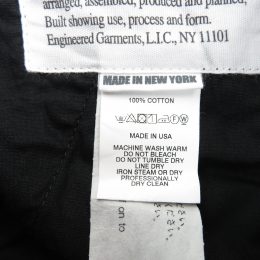 arranged, assembled, produced and planned,
Built showing use, process and form.
Engineered Garments, L.I.C., NY 11101
MADE IN NEW YORK
100% COTTON
MADE IN USA
MACHINE WASH WARM
DO NOT BLEACH
DO NOT TUMBLE DRY
LINE DRY
IRON STEAM OR DRY
PROFESSIONALLY
DRY CLEAN